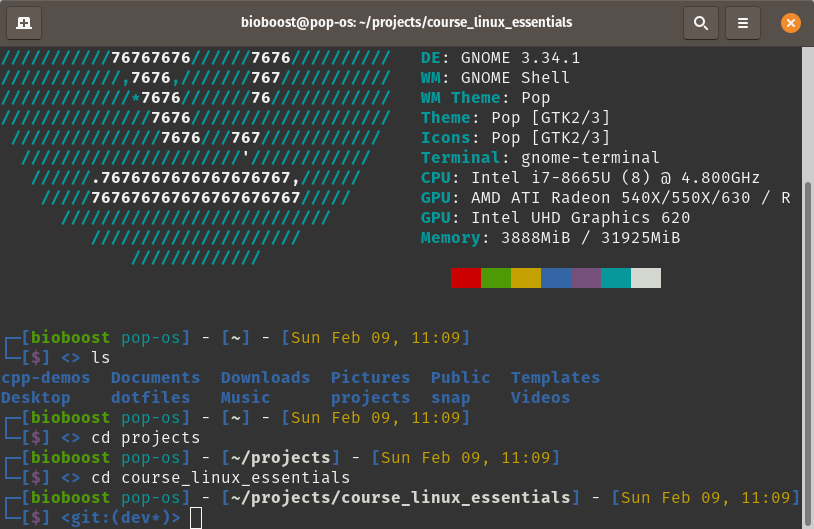 bioboost@pop-os: ~/projects/course_linux_essentials
///////////76767676//////7676//////////   DE: GNOME 3.34.1
////////////,7676,///////767///////////   WM: GNOME Shell
/////////////*7676///////76////////////   WM Theme: Pop
///////////////7676////////////////////   Theme: Pop [GTK2/3]
 ///////////////7676///767////////////    Icons: Pop [GTK2/3]
  //////////////////////'////////////     Terminal: gnome-terminal
   //////.7676767676767676767,//////      CPU: Intel i7-8665U (8) @ 4.800GHz
    /////767676767676767676767/////       GPU: AMD ATI Radeon 540X/550X/630 / R
      ///////////////////////////         GPU: Intel UHD Graphics 620
         /////////////////////            Memory: 3888MiB / 31925MiB
             /////////////
┌─[bioboost pop-os] - [~] - [Sun Feb 09, 11:09]
└─[$] <> ls
cpp-demos  Documents  Downloads  Pictures  Public  Templates
Desktop    dotfiles   Music      projects  snap    Videos
┌─[bioboost pop-os] - [~] - [Sun Feb 09, 11:09]
└─[$] <> cd projects
┌─[bioboost pop-os] - [~/projects] - [Sun Feb 09, 11:09]
└─[$] <> cd course_linux_essentials
┌─[bioboost pop-os] - [~/projects/course_linux_essentials] - [Sun Feb 09, 11:09]
└─[$] <git:(dev*)>